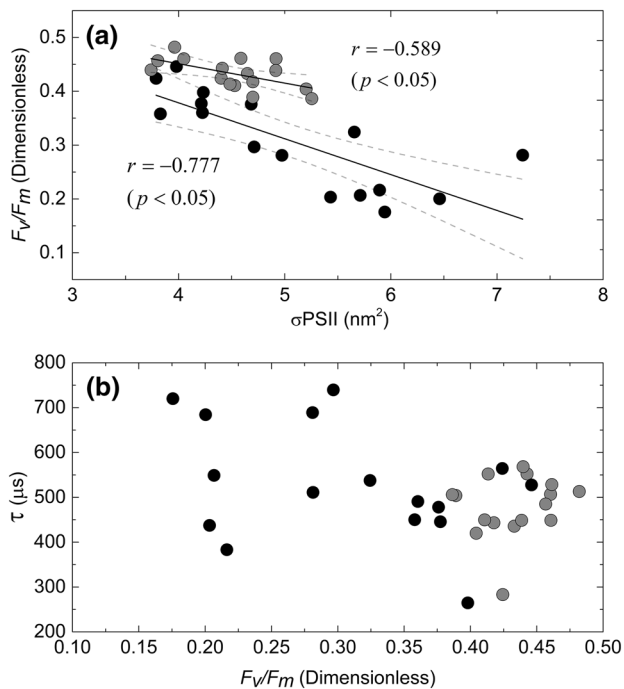 (a)
r = −0.589
(p < 0.05)
r = −0.777
(p < 0.05)
Fv/Fm (Dimensionless)
0.5
0.4
0.3
0.2
0.1
3 4 5 6 7 8
σPSII (nm2)
(b)
τ (μs)
800
700
600
500
400
300
200
0.10 0.15 0.20 0.25 0.30 0.35 0.40 0.45 0.50
Fv/Fm (Dimensionless)